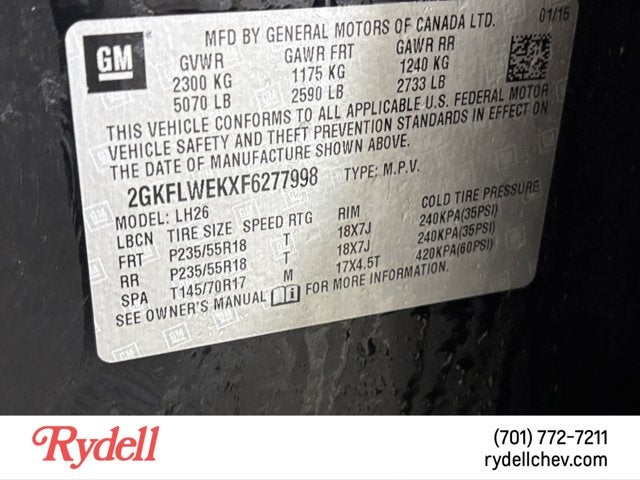 GM
MFD BY GENERAL MOTORS OF CANADA LTD.
01/15
GVWR GAWR FRT GAWR RR
2300 KG 1175 KG 1240 KG
5070 LB 2590 LB 2733 LB
THIS VEHICLE CONFORMS TO ALL APPLICABLE U.S. FEDERAL MOTOR
VEHICLE SAFETY AND THEFT PREVENTION STANDARDS IN EFFECT ON
THE DATE OF MANUFACTURE SHOWN ABOVE.
2GKFLWEKXF6277998 TYPE: M.P.V.
MODEL: LH26
LBCN TIRE SIZE SPEED RTG RIM COLD TIRE PRESSURE
FRT P235/55R18 T 18X7J 240KPA(35PSI)
RR P235/55R18 T 18X7J 240KPA(35PSI)
SPA T145/70R17 M 17X4.5T 420KPA(60PSI)
SEE OWNER'S MANUAL FOR MORE INFORMATION.
Rydell
(701) 772-7211
rydellchev.com